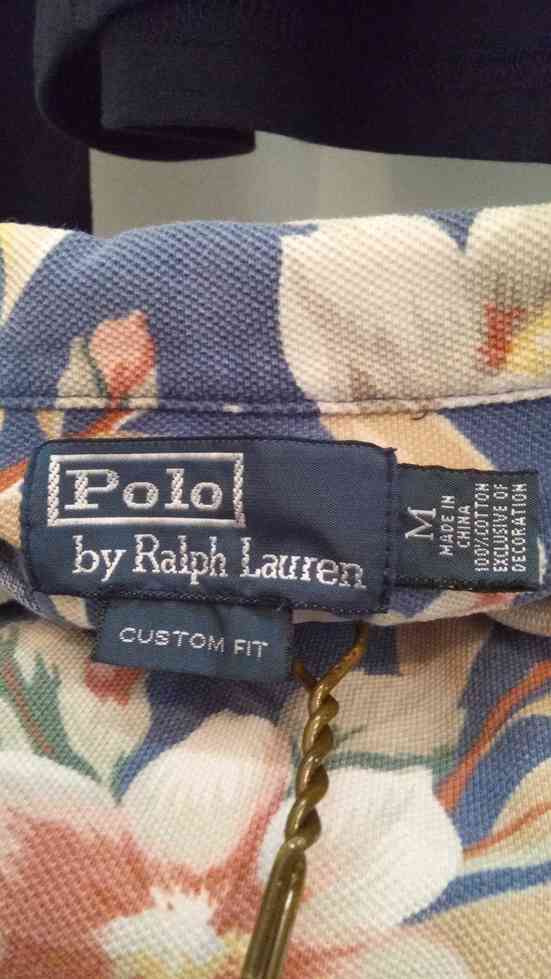 Polo
by Ralph Lauren
CUSTOM FIT
M
MADE IN
CHINA
100% COTTON
EXCLUSIVE OF
DECORATION